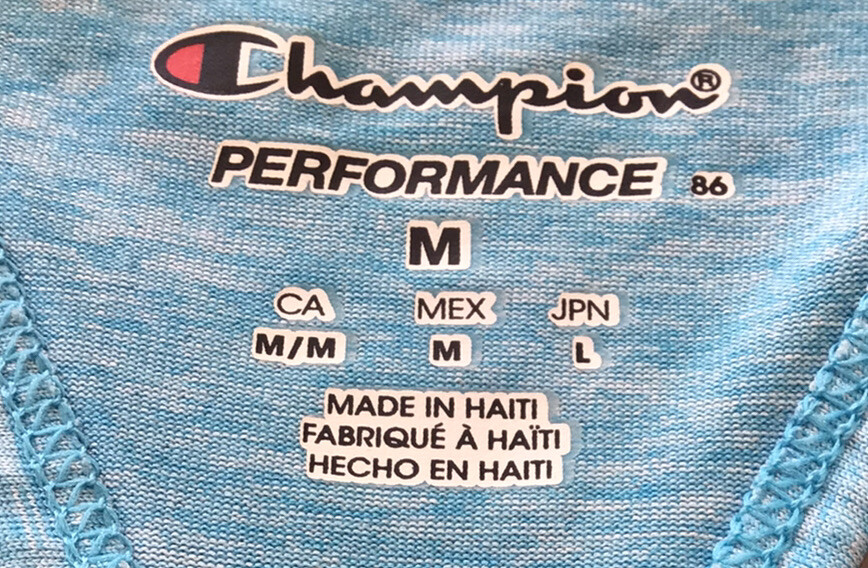 Champion®
PERFORMANCE 86
M
CA MEX JPN
M/M M L
MADE IN HAITI
FABRIQUÉ À HAÏTI
HECHO EN HAITI